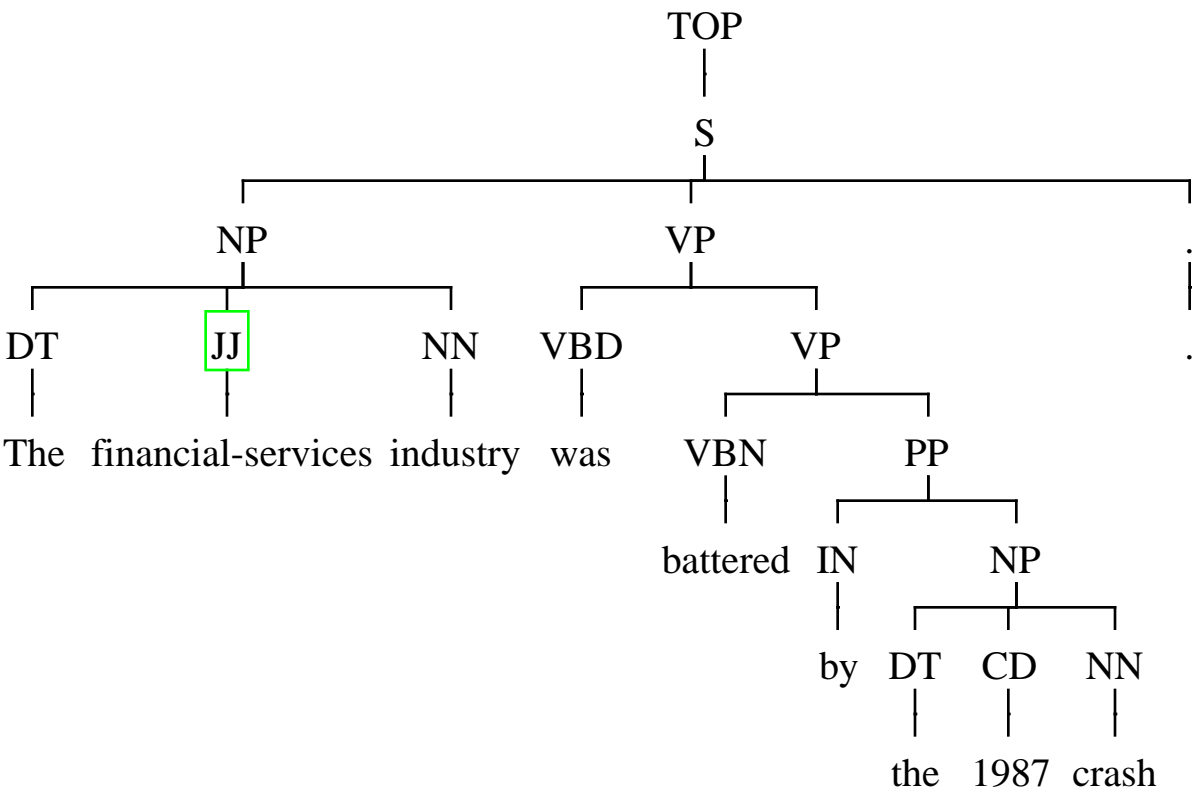 TOP
S
NP VP .
DT JJ NN VBD VP .
The financial-services industry was VBN PP
battered IN NP
by DT CD NN
the 1987 crash